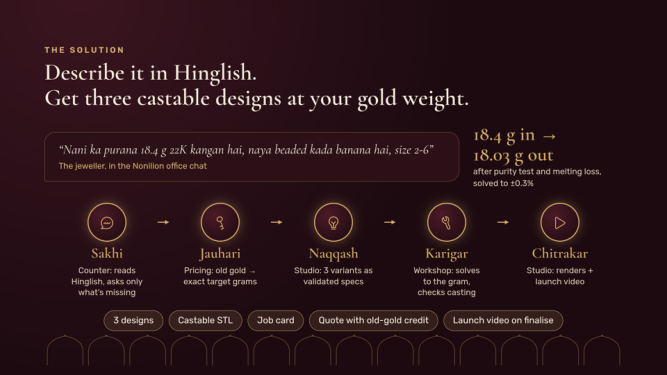 THE SOLUTION
Describe it in Hinglish.
Get three castable designs at your gold weight.
“Nani ka purana 18.4 g 22K kangan hai, naya beaded kada banana hai, size 2-6”
The jeweller, in the Nonilion office chat
18.4 g in →
18.03 g out
after purity test and melting loss,
solved to ±0.3%
Sakhi
Counter: reads
Hinglish, asks only
what's missing
Jauhari
Pricing: old gold →
exact target grams
Naqqash
Studio: 3 variants as
validated specs
Karigar
Workshop: solves
to the gram,
checks casting
Chitrakar
Studio: renders +
launch video
3 designs
Castable STL
Job card
Quote with old-gold credit
Launch video on finalise